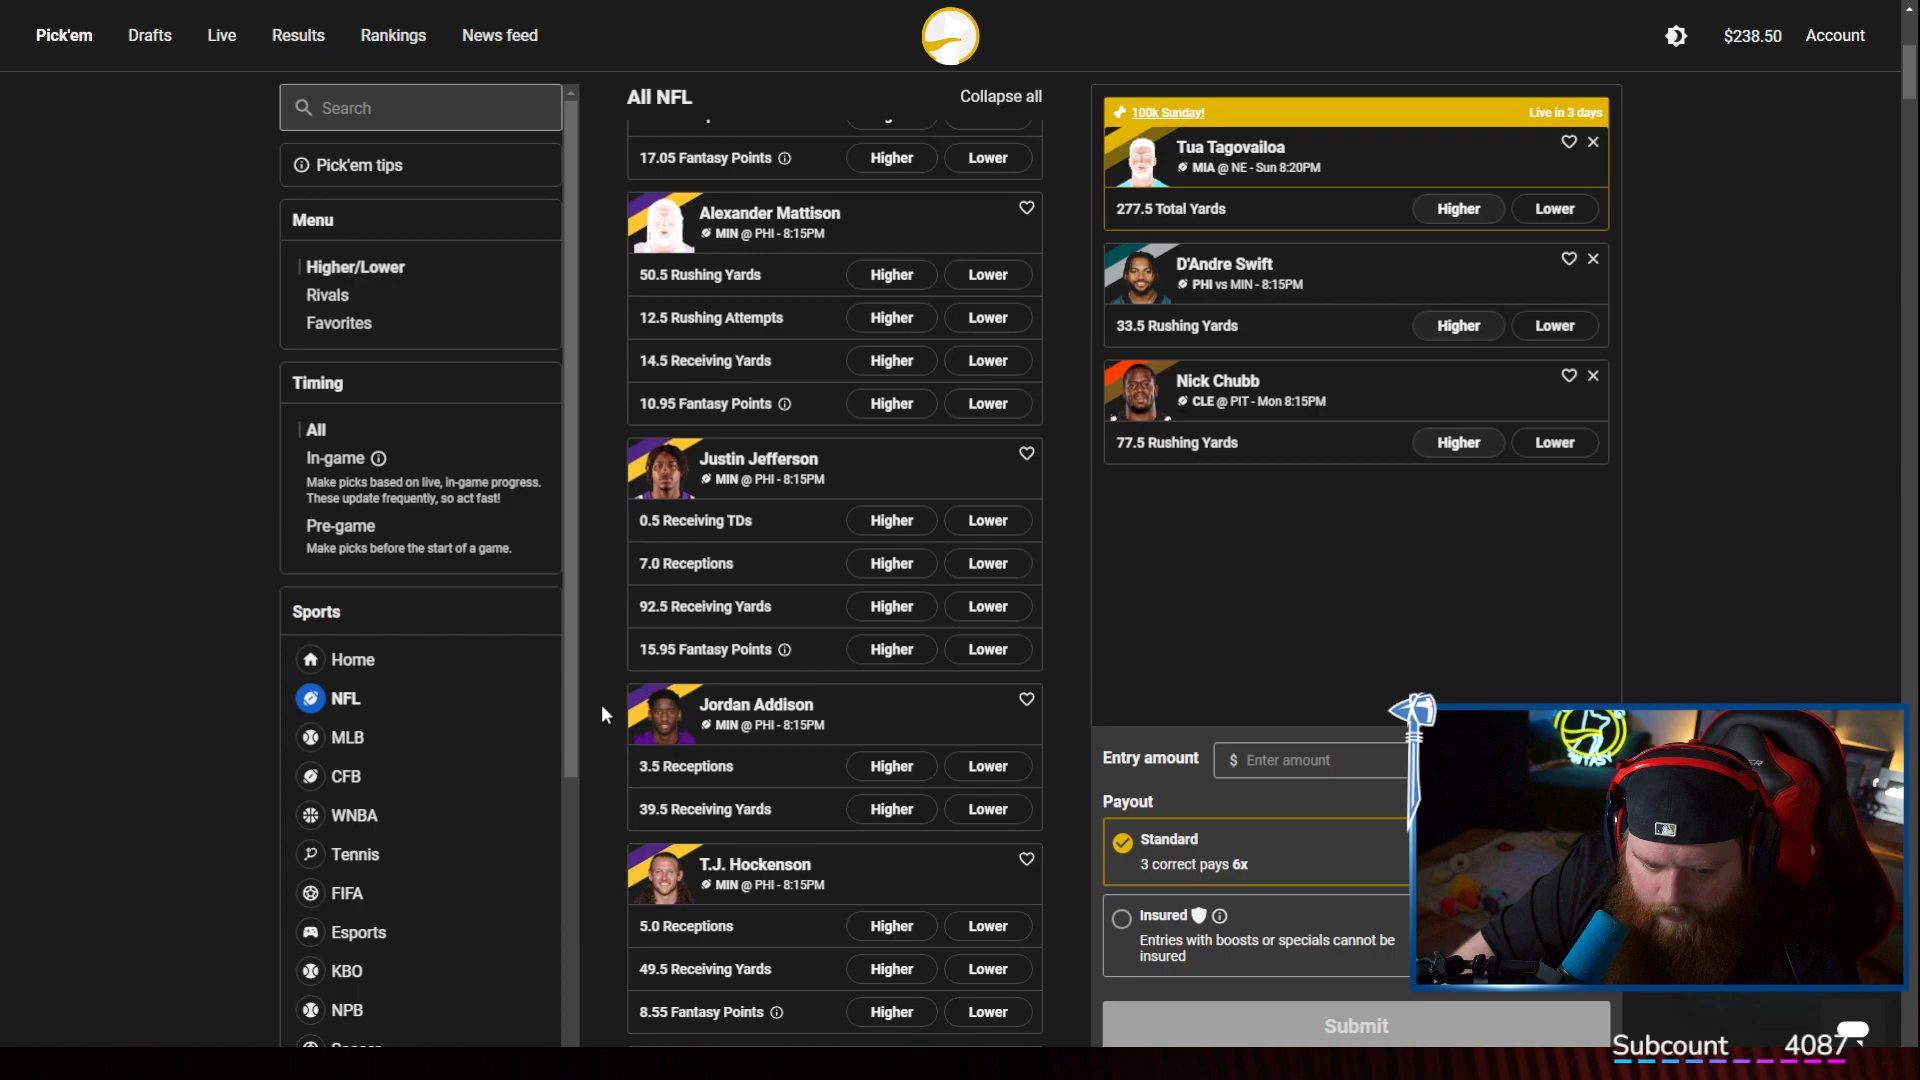 Pick'em Drafts Live Results Rankings News feed
$238.50 Account
Search
Pick'em tips
Menu
Higher/Lower
Rivals
Favorites
Timing
All
In-game
Make picks based on live, in-game progress.
These update frequently, so act fast!
Pre-game
Make picks before the start of a game.
Sports
Home
NFL
MLB
CFB
WNBA
Tennis
FIFA
Esports
KBO
NPB
All NFL Collapse all
17.05 Fantasy Points Higher Lower
Alexander Mattison
MIN @ PHI - 8:15PM
50.5 Rushing Yards Higher Lower
12.5 Rushing Attempts Higher Lower
14.5 Receiving Yards Higher Lower
10.95 Fantasy Points Higher Lower
Justin Jefferson
MIN @ PHI - 8:15PM
0.5 Receiving TDs Higher Lower
7.0 Receptions Higher Lower
92.5 Receiving Yards Higher Lower
15.95 Fantasy Points Higher Lower
Jordan Addison
MIN @ PHI - 8:15PM
3.5 Receptions Higher Lower
39.5 Receiving Yards Higher Lower
T.J. Hockenson
MIN @ PHI - 8:15PM
5.0 Receptions Higher Lower
49.5 Receiving Yards Higher Lower
8.55 Fantasy Points Higher Lower
100k Sunday! Live in 3 days
Tua Tagovailoa
MIA @ NE - Sun 8:20PM
277.5 Total Yards Higher Lower
D'Andre Swift
PHI vs MIN - 8:15PM
33.5 Rushing Yards Higher Lower
Nick Chubb
CLE @ PIT - Mon 8:15PM
77.5 Rushing Yards Higher Lower
Entry amount $ Enter amount
Payout
Standard
3 correct pays 6x
Insured
Entries with boosts or specials cannot be
insured
Submit
Subcount 4087